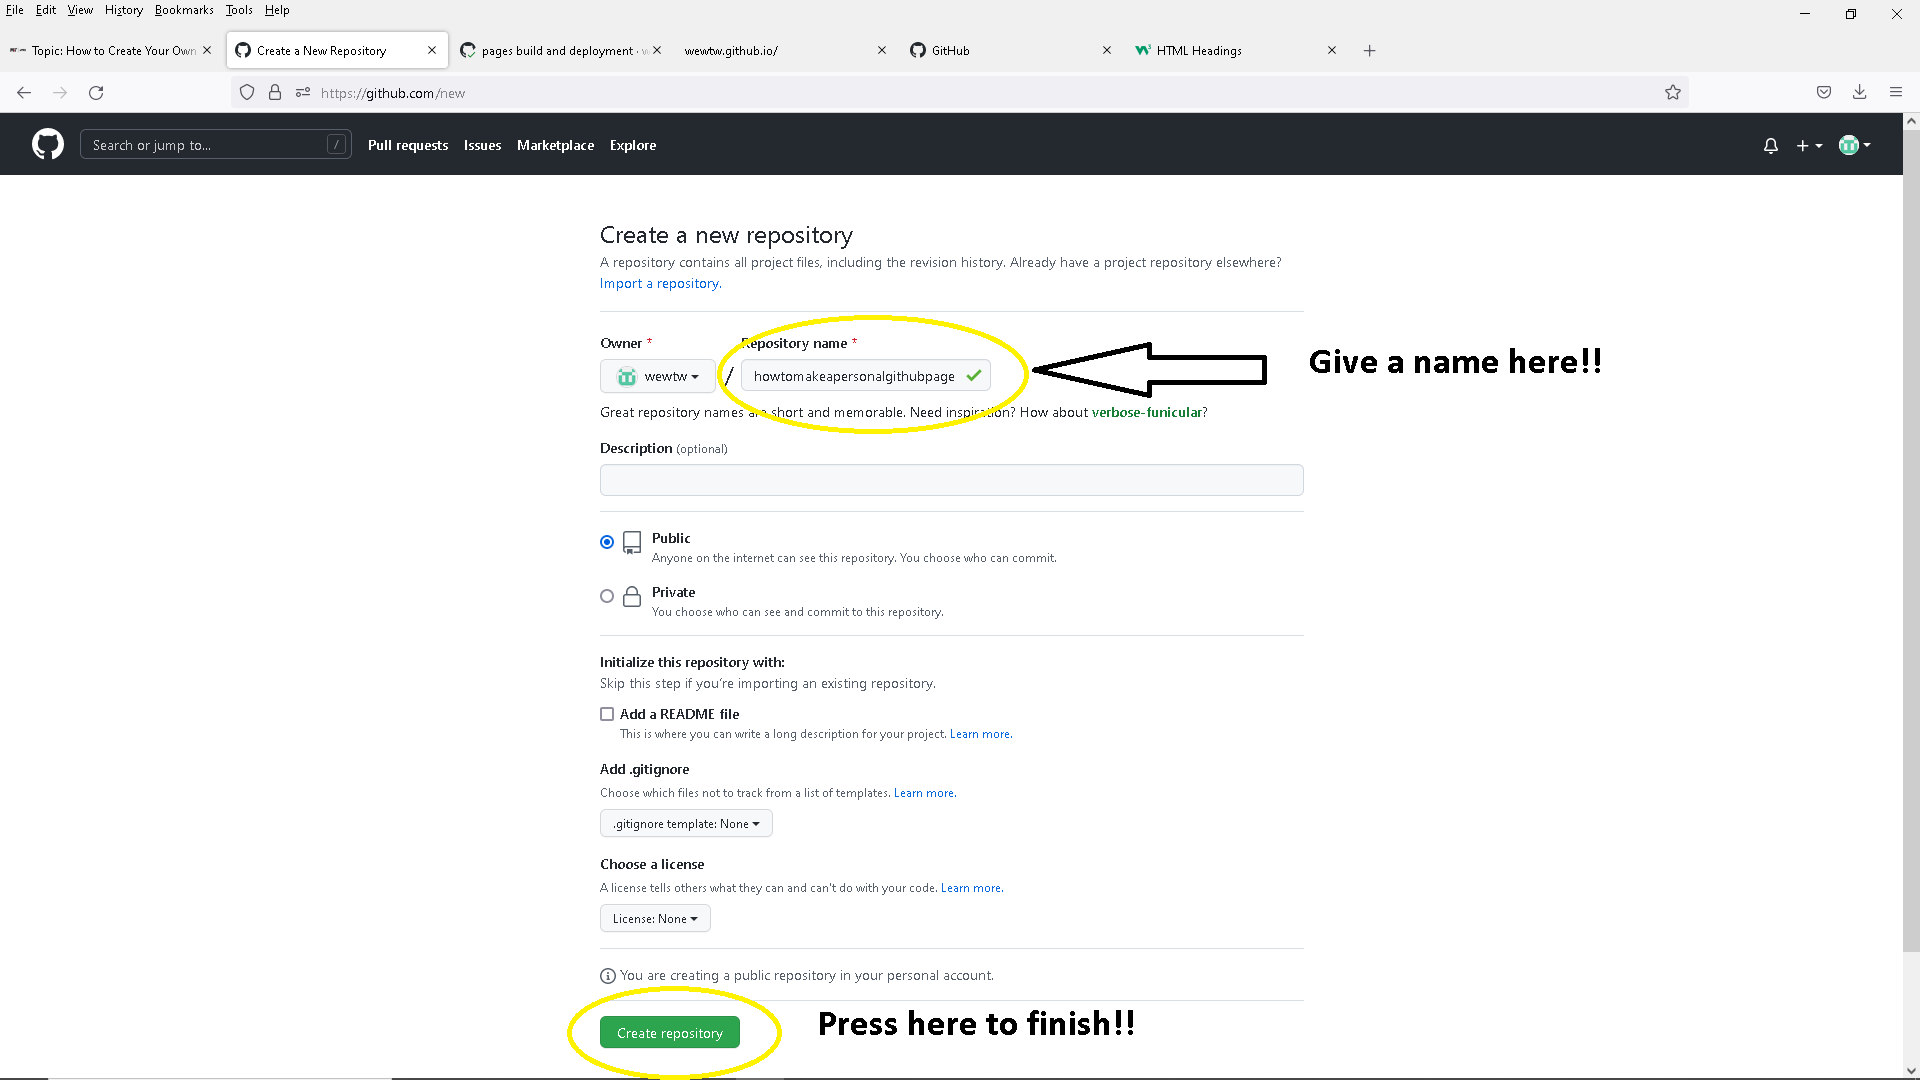 File Edit View History Bookmarks Tools Help
Topic: How to Create Your Own
Create a New Repository
pages build and deployment · w
wewtw.github.io/
GitHub
HTML Headings
https://github.com/new
Search or jump to... /
Pull requests Issues Marketplace Explore
Create a new repository
A repository contains all project files, including the revision history. Already have a project repository elsewhere?
Import a repository.
Owner * Repository name *
wewtw / howtomakeapersonalgithubpage
Give a name here!!
Great repository names are short and memorable. Need inspiration? How about verbose-funicular?
Description (optional)
Public
Anyone on the internet can see this repository. You choose who can commit.
Private
You choose who can see and commit to this repository.
Initialize this repository with:
Skip this step if you’re importing an existing repository.
Add a README file
This is where you can write a long description for your project. Learn more.
Add .gitignore
Choose which files not to track from a list of templates. Learn more.
.gitignore template: None
Choose a license
A license tells others what they can and can't do with your code. Learn more.
License: None
You are creating a public repository in your personal account.
Create repository
Press here to finish!!